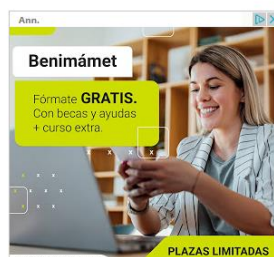 Ann.
Benimámet
Fórmate GRATIS.
Con becas y ayudas
+ curso extra.
PLAZAS LIMITADAS